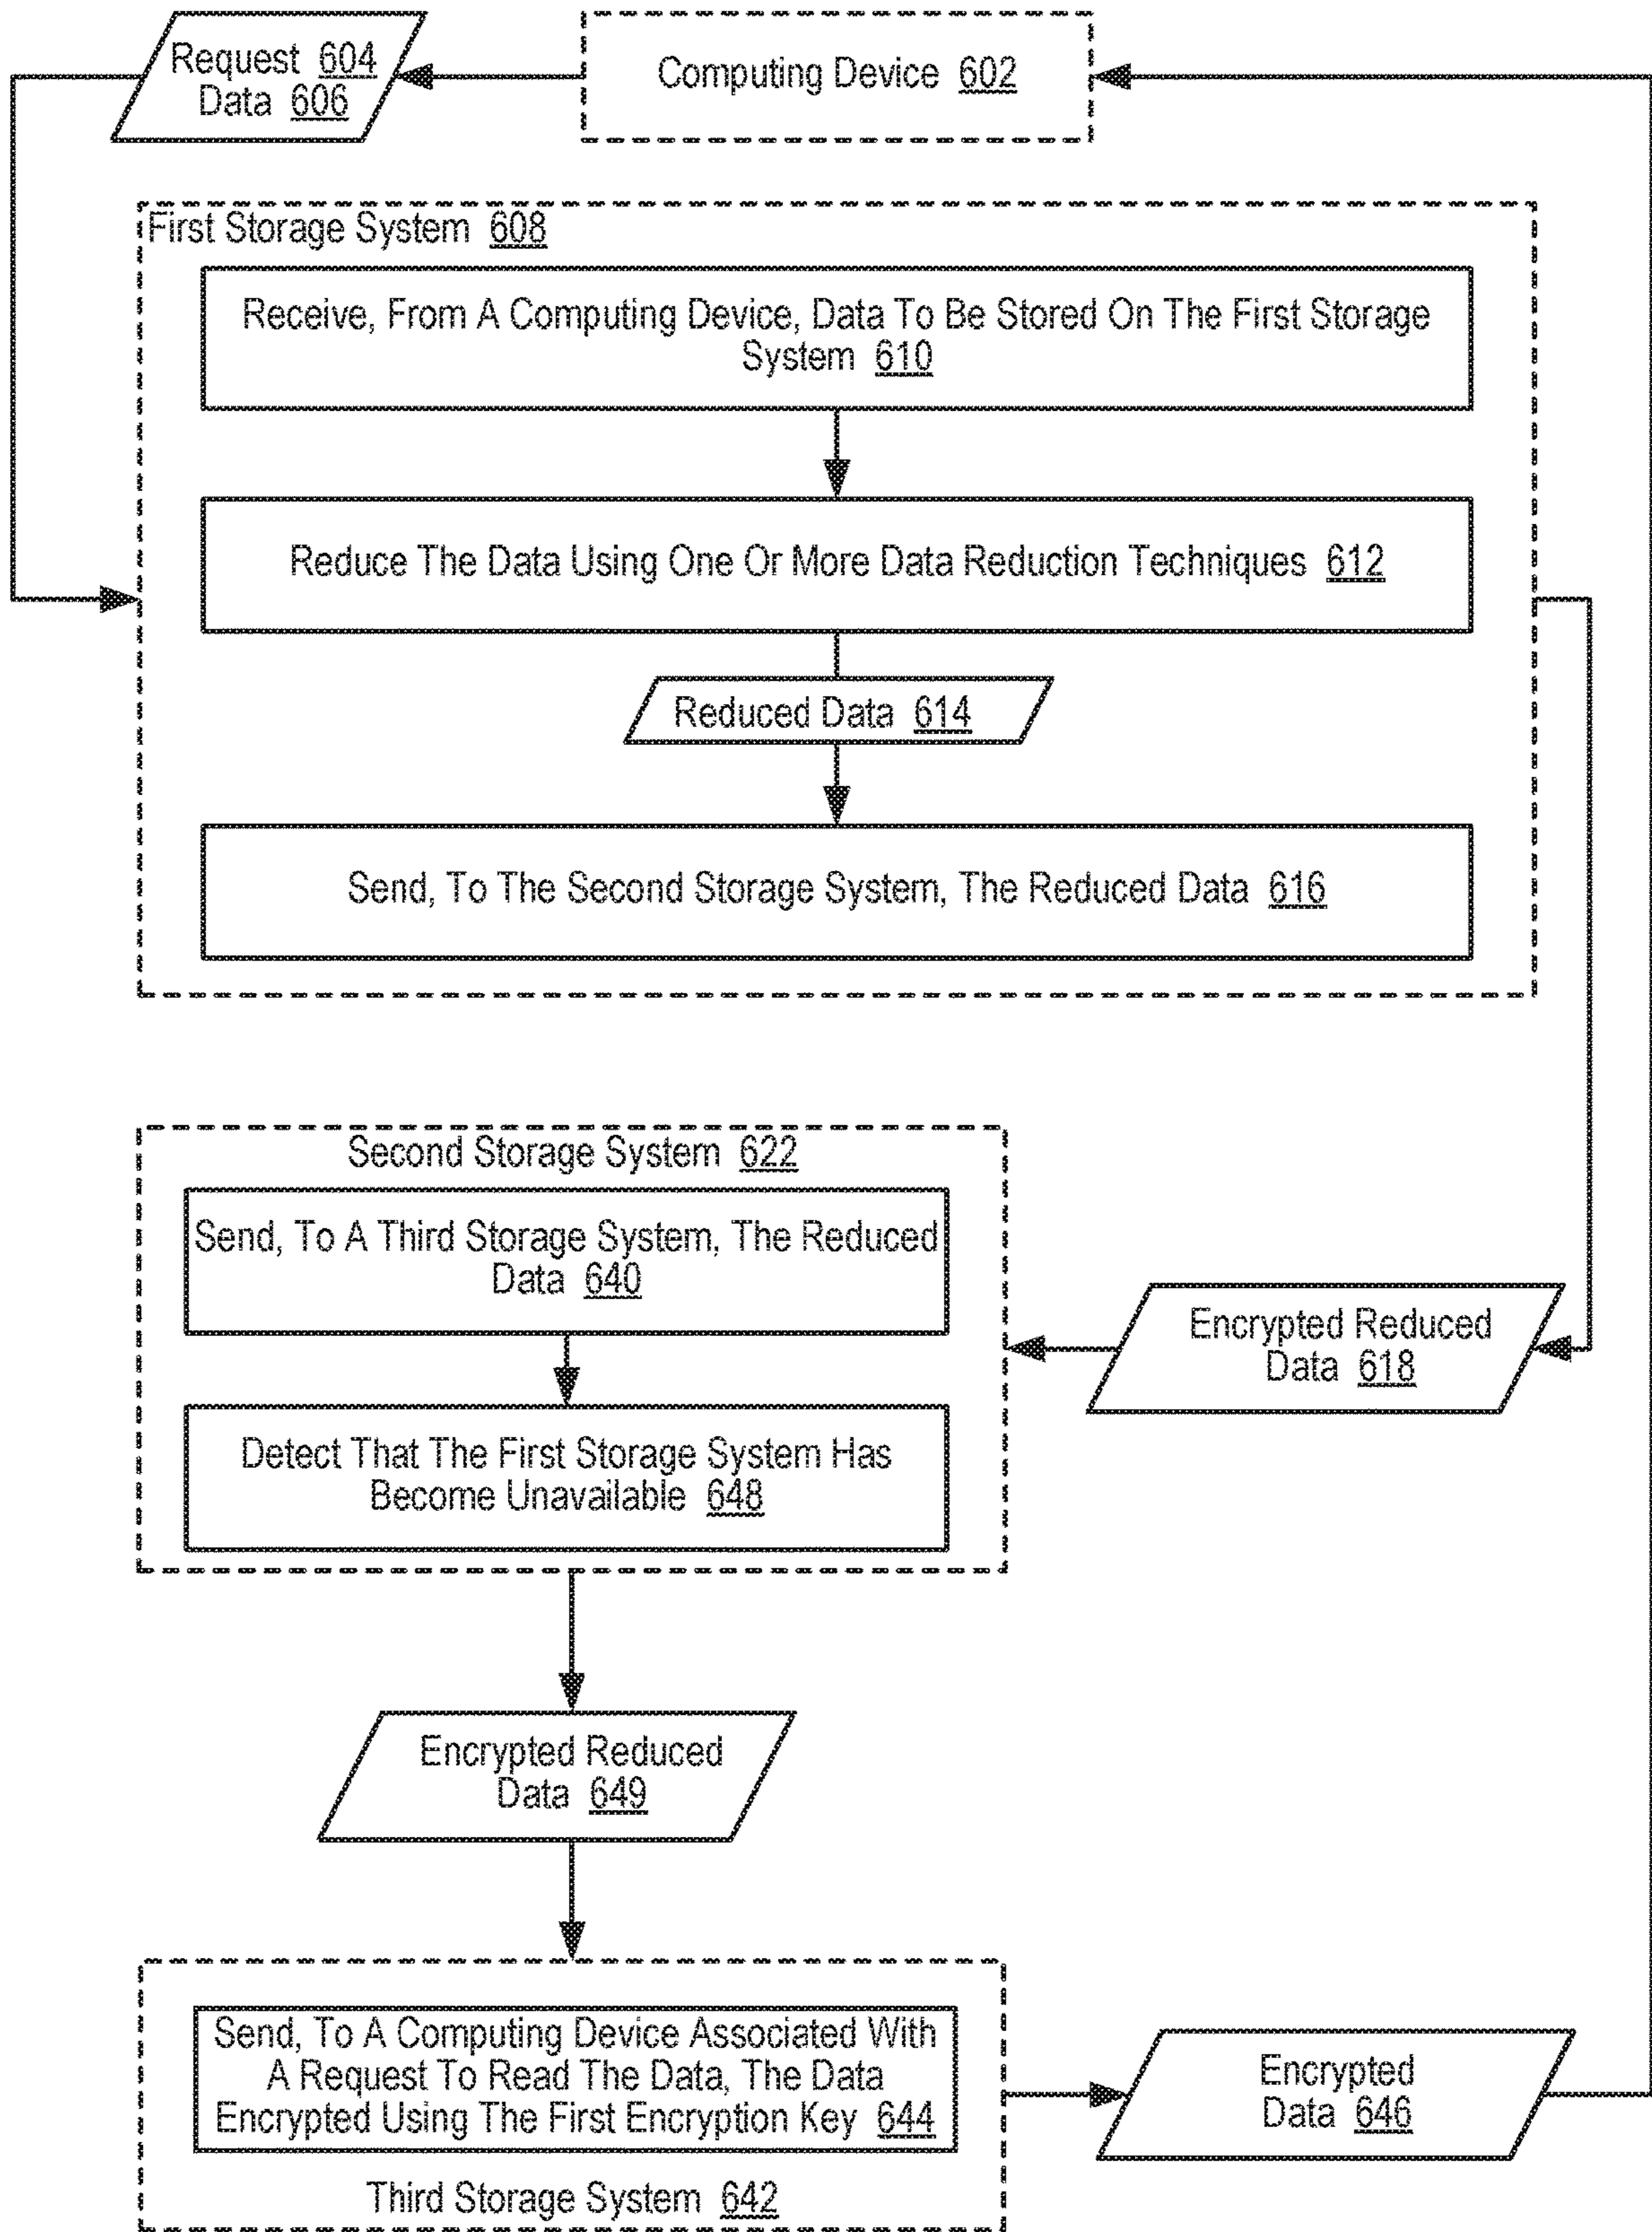 Request 604
Data 606
Computing Device 602
First Storage System 608
Receive, From A Computing Device, Data To Be Stored On The First Storage
System 610
Reduce The Data Using One Or More Data Reduction Techniques 612
Reduced Data 614
Send, To The Second Storage System, The Reduced Data 616
Second Storage System 622
Send, To A Third Storage System, The Reduced
Data 640
Encrypted Reduced
Data 618
Detect That The First Storage System Has
Become Unavailable 648
Encrypted Reduced
Data 649
Send, To A Computing Device Associated With
A Request To Read The Data, The Data
Encrypted Using The First Encryption Key 644
Third Storage System 642
Encrypted
Data 646